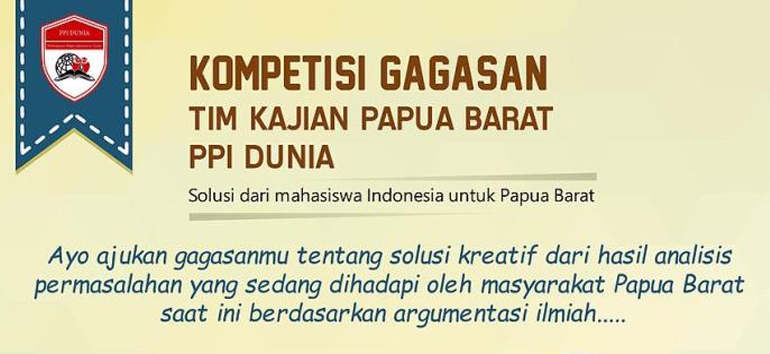 PPI DUNIA
KOMPETISI GAGASAN
TIM KAJIAN PAPUA BARAT
PPI DUNIA
Solusi dari mahasiswa Indonesia untuk Papua Barat
Ayo ajukan gagasanmu tentang solusi kreatif dari hasil analisis
permasalahan yang sedang dihadapi oleh masyarakat Papua Barat
saat ini berdasarkan argumentasi ilmiah.....